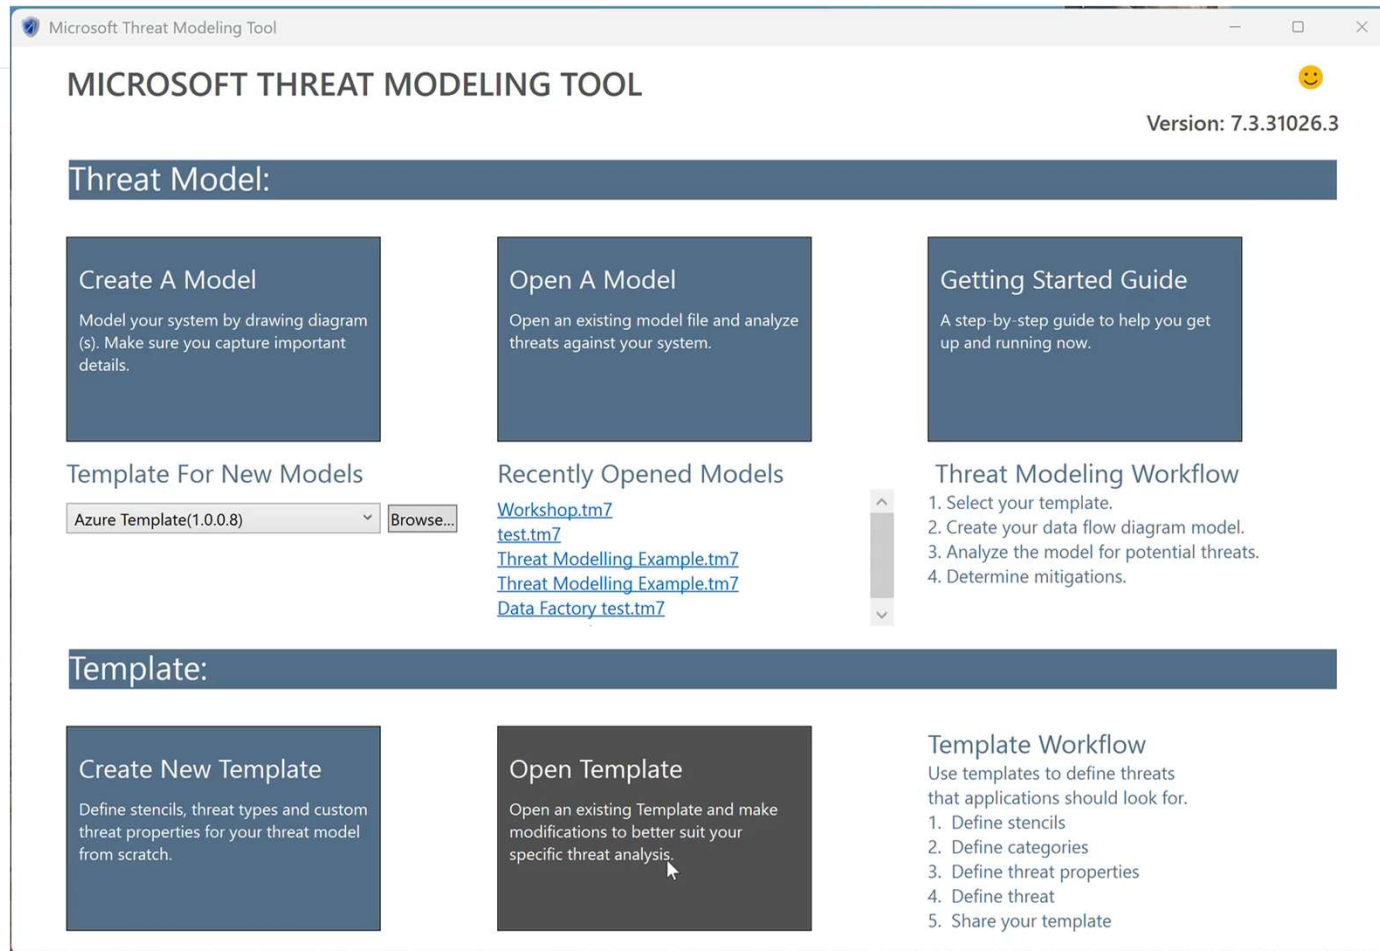 Microsoft Threat Modeling Tool
MICROSOFT THREAT MODELING TOOL
Version: 7.3.31026.3
Threat Model:
Create A Model
Model your system by drawing diagram
(s). Make sure you capture important
details.
Open A Model
Open an existing model file and analyze
threats against your system.
Getting Started Guide
A step-by-step guide to help you get
up and running now.
Template For New Models
Azure Template(1.0.0.8)
Browse...
Recently Opened Models
Workshop.tm7
test.tm7
Threat Modelling Example.tm7
Threat Modelling Example.tm7
Data Factory test.tm7
Threat Modeling Workflow
1. Select your template.
2. Create your data flow diagram model.
3. Analyze the model for potential threats.
4. Determine mitigations.
Template:
Create New Template
Define stencils, threat types and custom
threat properties for your threat model
from scratch.
Open Template
Open an existing Template and make
modifications to better suit your
specific threat analysis.
Template Workflow
Use templates to define threats
that applications should look for.
1. Define stencils
2. Define categories
3. Define threat properties
4. Define threat
5. Share your template